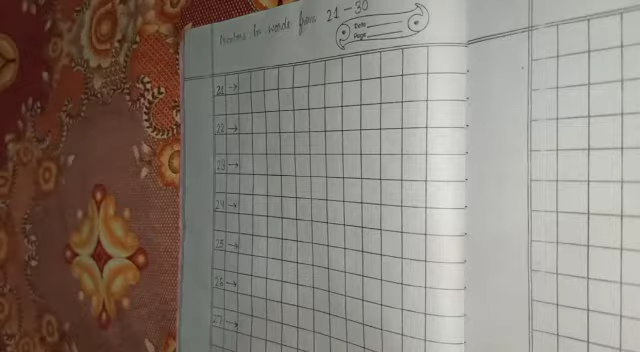 Numbers in words from 21-30
Date
Page
21 →
22 →
23 →
24 →
25 →
26 →
27 →